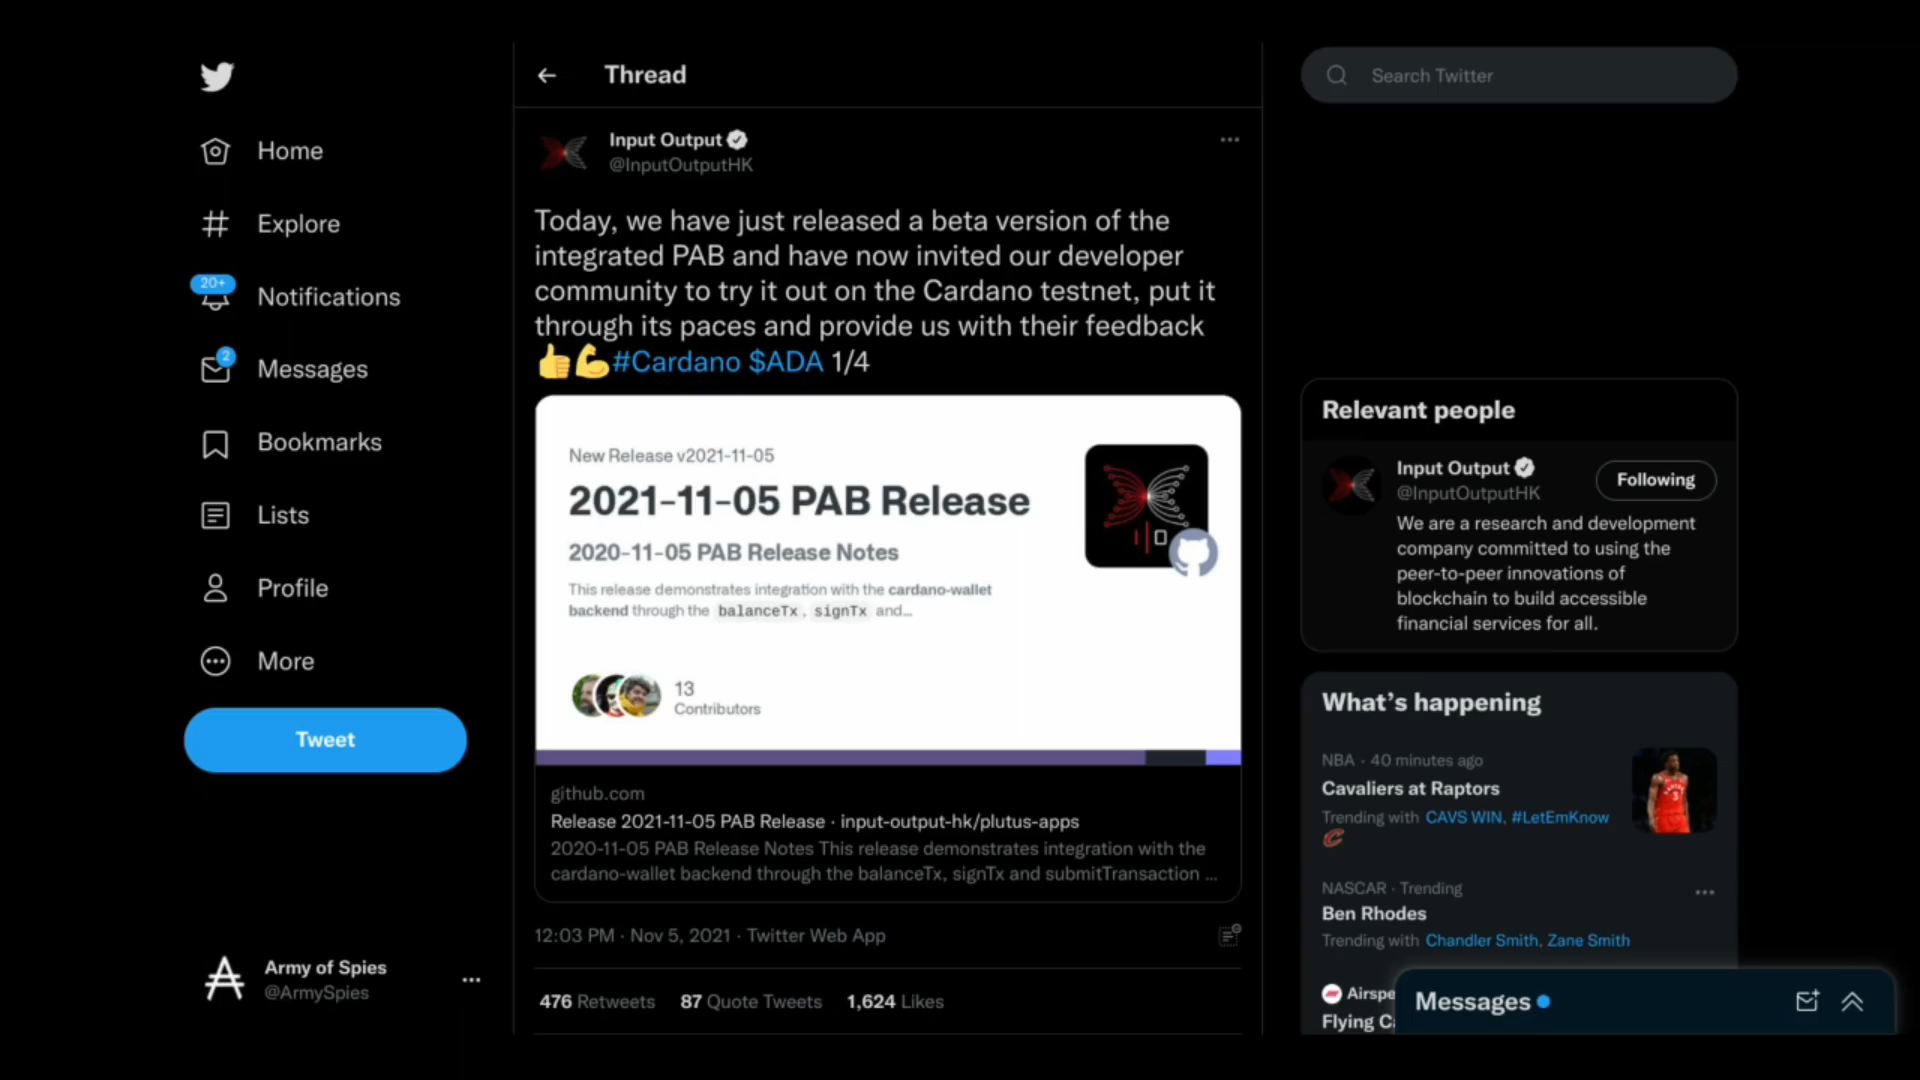 Home
Explore
20+
Notifications
2
Messages
Bookmarks
Lists
Profile
More
Tweet
Army of Spies
@ArmySpies
Thread
Input Output
@InputOutputHK
Today, we have just released a beta version of the
integrated PAB and have now invited our developer
community to try it out on the Cardano testnet, put it
through its paces and provide us with their feedback
👍💪#Cardano $ADA 1/4
New Release v2021-11-05
2021-11-05 PAB Release
2020-11-05 PAB Release Notes
This release demonstrates integration with the cardano-wallet
backend through the balanceTx, signTx and...
13
Contributors
github.com
Release 2021-11-05 PAB Release · input-output-hk/plutus-apps
2020-11-05 PAB Release Notes This release demonstrates integration with the
cardano-wallet backend through the balanceTx, signTx and submitTransaction ...
12:03 PM · Nov 5, 2021 · Twitter Web App
476 Retweets 87 Quote Tweets 1,624 Likes
Search Twitter
Relevant people
Input Output
@InputOutputHK
Following
We are a research and development
company committed to using the
peer-to-peer innovations of
blockchain to build accessible
financial services for all.
What's happening
NBA · 40 minutes ago
Cavaliers at Raptors
Trending with CAVS WIN, #LetEmKnow
NASCAR · Trending
Ben Rhodes
Trending with Chandler Smith, Zane Smith
Airspe
Flying C
Messages